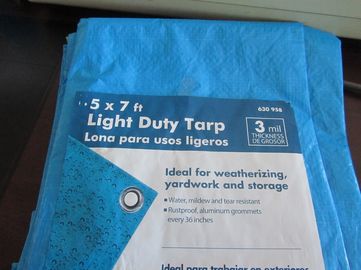 5 x 7 ft
630 958
Light Duty Tarp
Lona para usos ligeros
3 mil
THICKNESS
DE GROSOR
Ideal for weatherizing,
yardwork and storage
• Water, mildew and tear resistant
• Rustproof, aluminum grommets
every 36 inches
Ideal para trabajar en exteriores